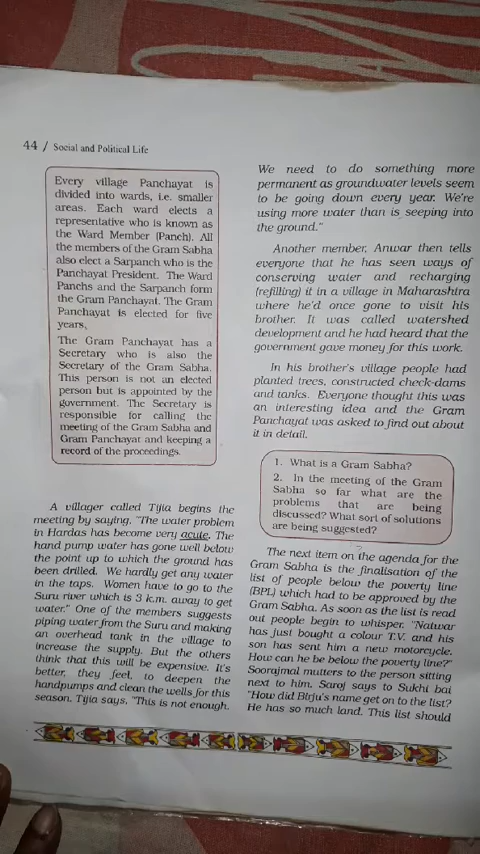 44 / Social and Political Life
Every village Panchayat is
divided into wards, i.e. smaller
areas. Each ward elects a
representative who is known as
the Ward Member (Panch). All
the members of the Gram Sabha
also elect a Sarpanch who is the
Panchayat President. The Ward
Panchs and the Sarpanch form
the Gram Panchayat. The Gram
Panchayat is elected for five
years.
The Gram Panchayat has a
Secretary who is also the
Secretary of the Gram Sabha.
This person is not an elected
person but is appointed by the
government. The Secretary is
responsible for calling the
meeting of the Gram Sabha and
Gram Panchayat and keeping a
record of the proceedings.
A villager called Tijia begins the
meeting by saying, "The water problem
in Hardas has become very acute. The
hand pump water has gone well below
the point up to which the ground has
been drilled. We hardly get any water
in the taps. Women have to go to the
Suru river which is 3 k.m. away to get
water." One of the members suggests
piping water from the Suru and making
an overhead tank in the village to
increase the supply. But the others
think that this will be expensive. It's
better, they feel, to deepen the
handpumps and clean the wells for this
season. Tijia says, "This is not enough.
We need to do something more
permanent as groundwater levels seem
to be going down every year. We're
using more water than is seeping into
the ground."
Another member, Anwar then tells
everyone that he has seen ways of
conserving water and recharging
(refilling) it in a village in Maharashtra
where he'd once gone to visit his
brother. It was called watershed
development and he had heard that the
government gave money for this work.
In his brother's village people had
planted trees, constructed check-dams
and tanks. Everyone thought this was
an interesting idea and the Gram
Panchayat was asked to find out about
it in detail.
1. What is a Gram Sabha?
2. In the meeting of the Gram
Sabha so far what are the
problems that are being
discussed? What sort of solutions
are being suggested?
The next item on the agenda for the
Gram Sabha is the finalisation of the
list of people below the poverty line
(BPL) which had to be approved by the
Gram Sabha. As soon as the list is read
out people begin to whisper. "Natwar
has just bought a colour T.V. and his
son has sent him a new motorcycle.
How can he be below the poverty line?"
Soorajmal mutters to the person sitting
next to him. Saroj says to Sukhi bai
"How did Birju's name get on to the list?
He has so much land. This list should